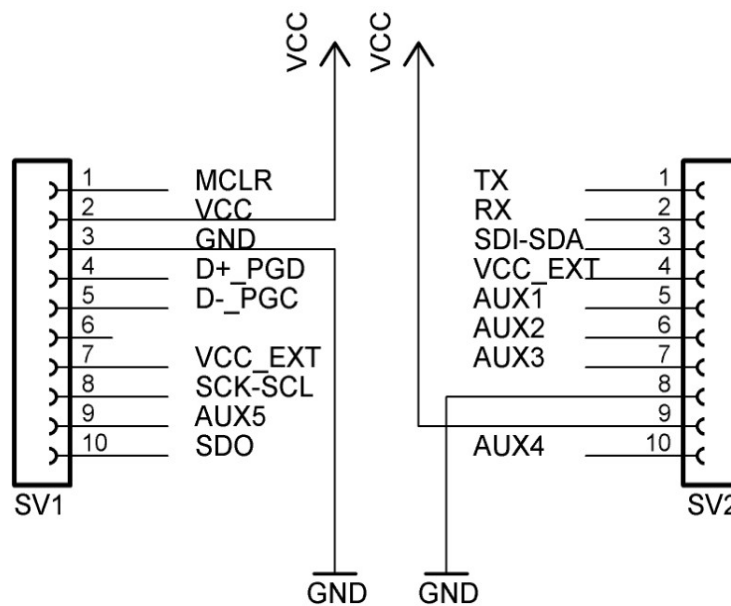 VCC VCC
1 MCLR TX 1
2 VCC RX 2
3 GND SDI-SDA 3
4 D+_PGD VCC_EXT 4
5 D-_PGC AUX1 5
6 AUX2 6
7 VCC_EXT AUX3 7
8 SCK-SCL 8
9 AUX5 9
10 SDO AUX4 10
SV1 SV2
GND GND